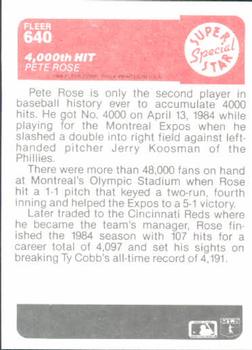 FLEER
640
SUPER
Special
STAR
4,000th HIT
PETE ROSE
Pete Rose is only the second player in
baseball history ever to accumulate 4000
hits. He got No. 4000 on April 13, 1984 while
playing for the Montreal Expos when he
slashed a double into right field against left-
handed pitcher Jerry Koosman of the
Phillies.
There were more than 48,000 fans on hand
at Montreal's Olympic Stadium when Rose
hit a 1-1 pitch that keyed a two-run, fourth
inning and helped the Expos to a 5-1 victory.
Later traded to the Cincinnati Reds where
he became the team's manager, Rose fin-
ished the 1984 season with 107 hits for a
career total of 4,097 and set his sights on
breaking Ty Cobb's all-time record of 4,191.